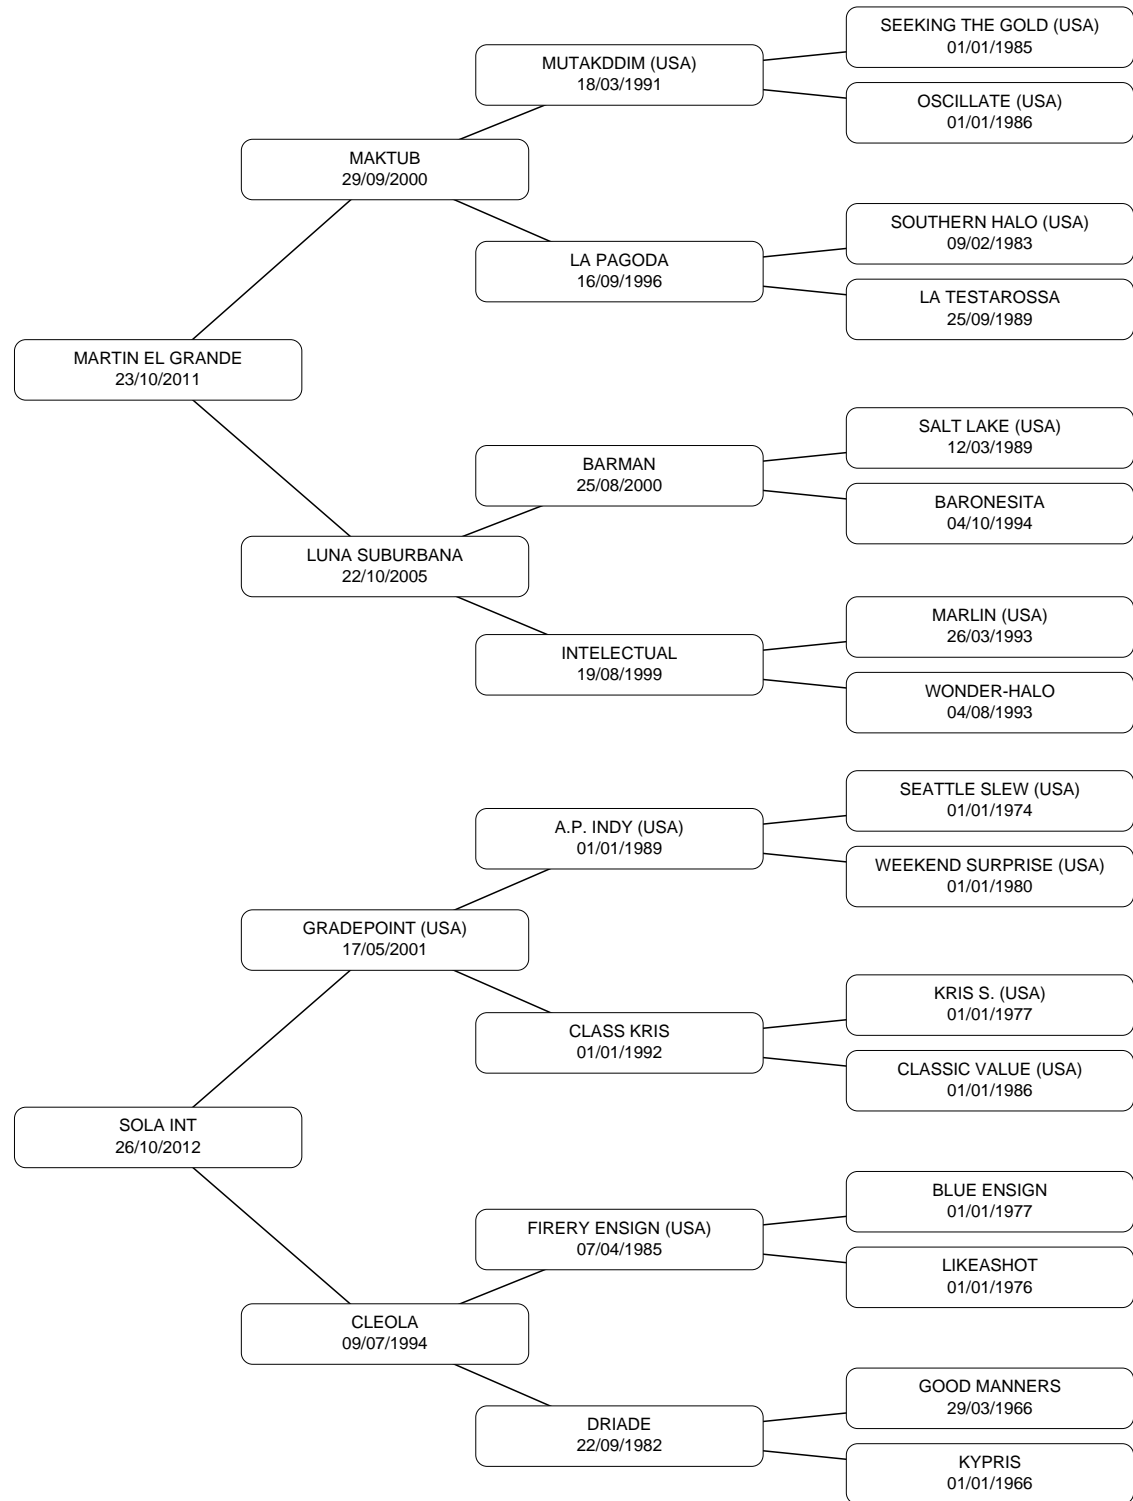 SEEKING THE GOLD (USA)
01/01/1985
MUTAKDDIM (USA)
18/03/1991
OSCILLATE (USA)
01/01/1986
MAKTUB
29/09/2000
SOUTHERN HALO (USA)
09/02/1983
LA PAGODA
16/09/1996
LA TESTAROSSA
25/09/1989
MARTIN EL GRANDE
23/10/2011
SALT LAKE (USA)
12/03/1989
BARMAN
25/08/2000
BARONESITA
04/10/1994
LUNA SUBURBANA
22/10/2005
MARLIN (USA)
26/03/1993
INTELECTUAL
19/08/1999
WONDER-HALO
04/08/1993
SEATTLE SLEW (USA)
01/01/1974
A.P. INDY (USA)
01/01/1989
WEEKEND SURPRISE (USA)
01/01/1980
GRADEPOINT (USA)
17/05/2001
KRIS S. (USA)
01/01/1977
CLASS KRIS
01/01/1992
CLASSIC VALUE (USA)
01/01/1986
SOLA INT
26/10/2012
BLUE ENSIGN
01/01/1977
FIRERY ENSIGN (USA)
07/04/1985
LIKEASHOT
01/01/1976
CLEOLA
09/07/1994
GOOD MANNERS
29/03/1966
DRIADE
22/09/1982
KYPRIS
01/01/1966